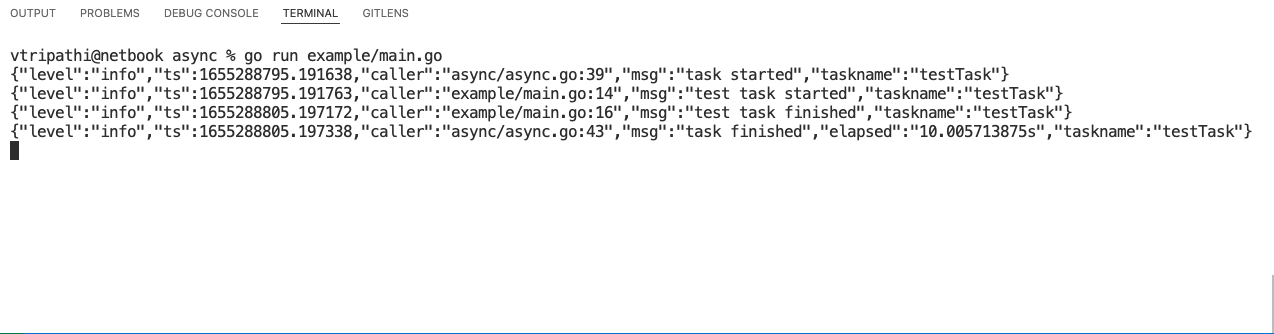 OUTPUT PROBLEMS DEBUG CONSOLE TERMINAL GITLENS
vtripathi@netbook async % go run example/main.go
{"level":"info","ts":1655288795.191638,"caller":"async/async.go:39","msg":"task started","taskname":"testTask"}
{"level":"info","ts":1655288795.191763,"caller":"example/main.go:14","msg":"test task started","taskname":"testTask"}
{"level":"info","ts":1655288805.197172,"caller":"example/main.go:16","msg":"test task finished","taskname":"testTask"}
{"level":"info","ts":1655288805.197338,"caller":"async/async.go:43","msg":"task finished","elapsed":"10.005713875s","taskname":"testTask"}